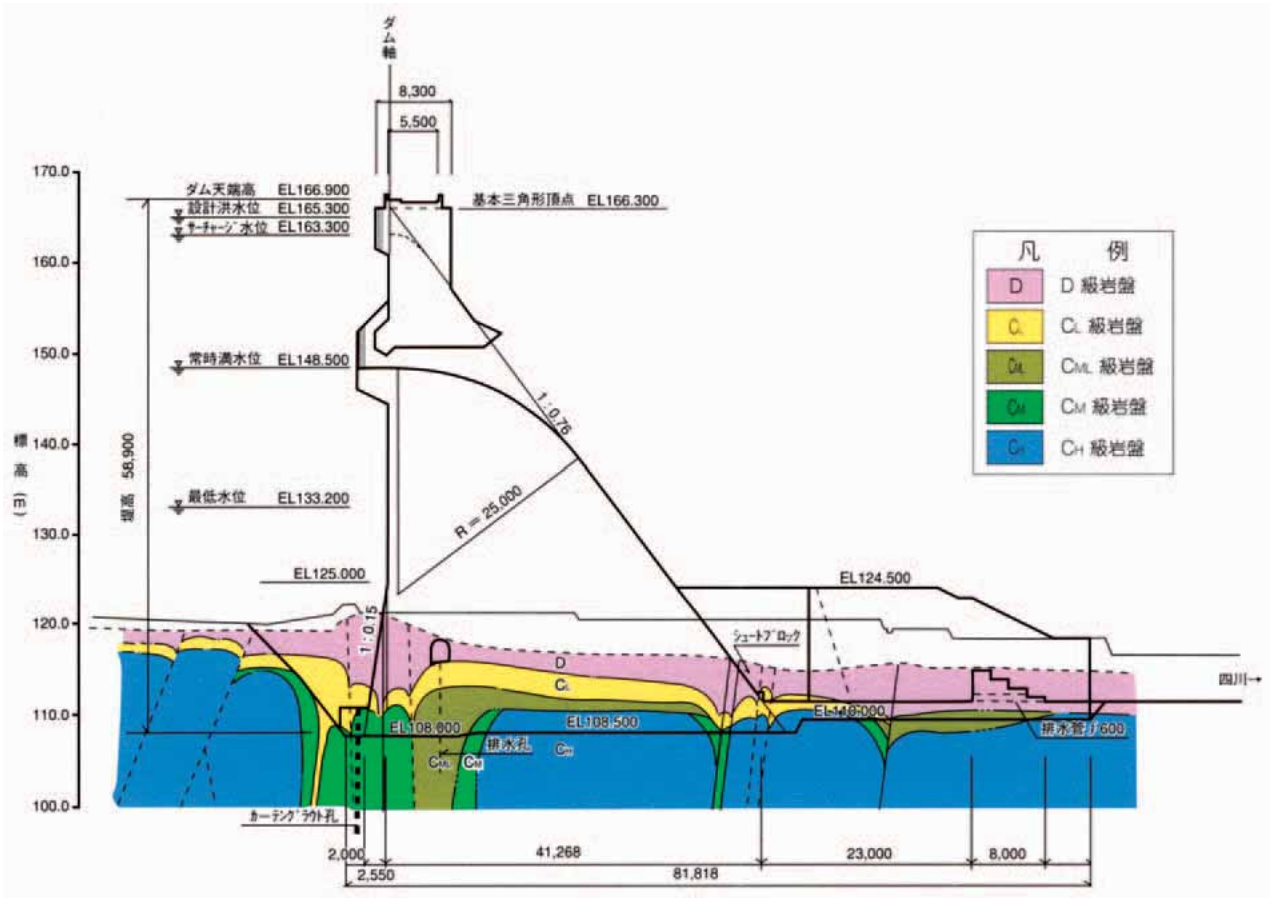 ダム軸
8,300
5,500
170.0
160.0
150.0
140.0
130.0
120.0
110.0
100.0
標高(m)
堤高 58,900
ダム天端高 EL166.900
設計洪水位 EL165.300
サーチャージ水位 EL163.300
基本三角形頂点 EL166.300
常時満水位 EL148.500
最低水位 EL133.200
EL125.000
1:0.76
R = 25.000
1:0.15
EL124.500
シュートブロック
D
CL
四川→
EL108.000
EL108.500
EL110.000
排水孔
CH
CML
CM
カーテングラウト孔
2,000
2,550
41,268
23,000
8,000
81,818
凡 例
D D 級岩盤
CL CL 級岩盤
CML CML 級岩盤
CM CM 級岩盤
CH CH 級岩盤